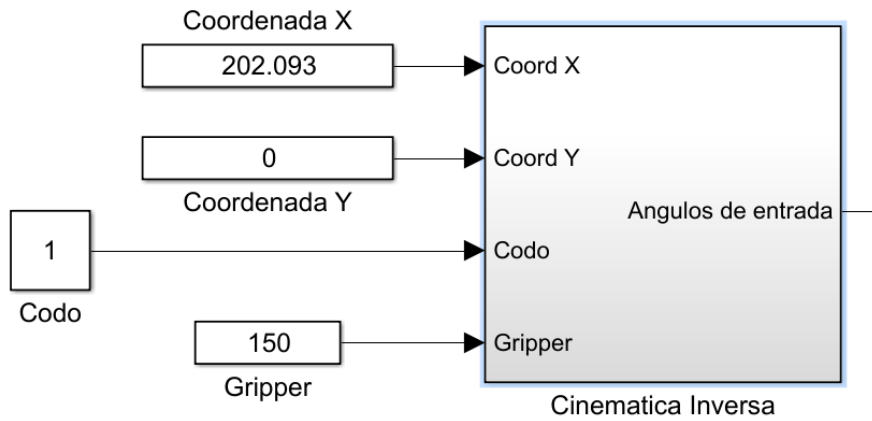 Coordenada X
202.093
Coord X
0
Coord Y
Coordenada Y
Angulos de entrada
1
Codo
Codo
150
Gripper
Gripper
Cinematica Inversa